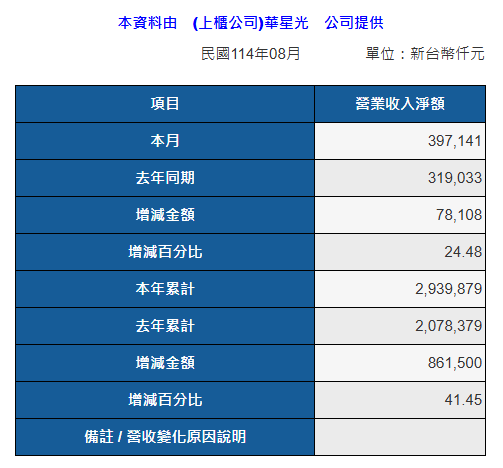 本資料由　(上櫃公司)華星光　公司提供
民國114年08月　單位：新台幣仟元
項目　營業收入淨額
本月　397,141
去年同期　319,033
增減金額　78,108
增減百分比　24.48
本年累計　2,939,879
去年累計　2,078,379
增減金額　861,500
增減百分比　41.45
備註 / 營收變化原因說明